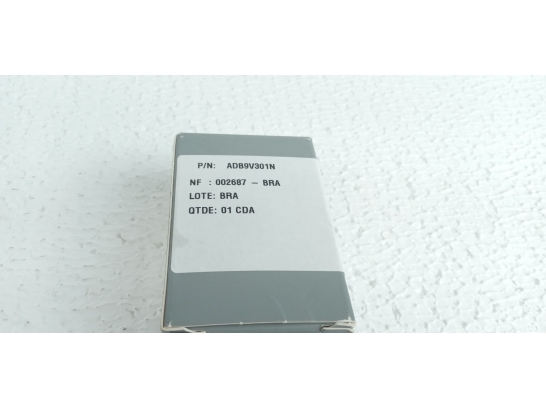 P/N: ADB9V301N
NF : 002687 - BRA
LOTE: BRA
QTDE: 01 CDA